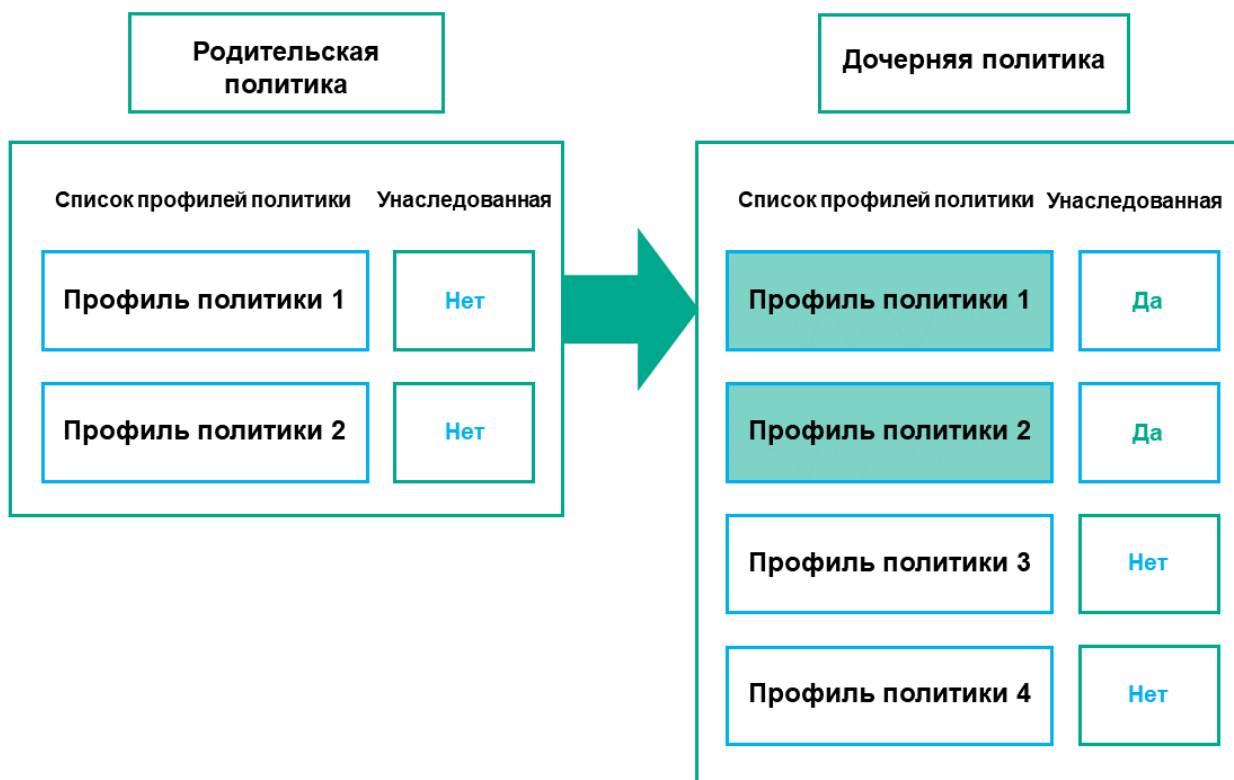 Родительская
политика
Список профилей политики Унаследованная
Профиль политики 1 Нет
Профиль политики 2 Нет
Дочерняя политика
Список профилей политики Унаследованная
Профиль политики 1 Да
Профиль политики 2 Да
Профиль политики 3 Нет
Профиль политики 4 Нет